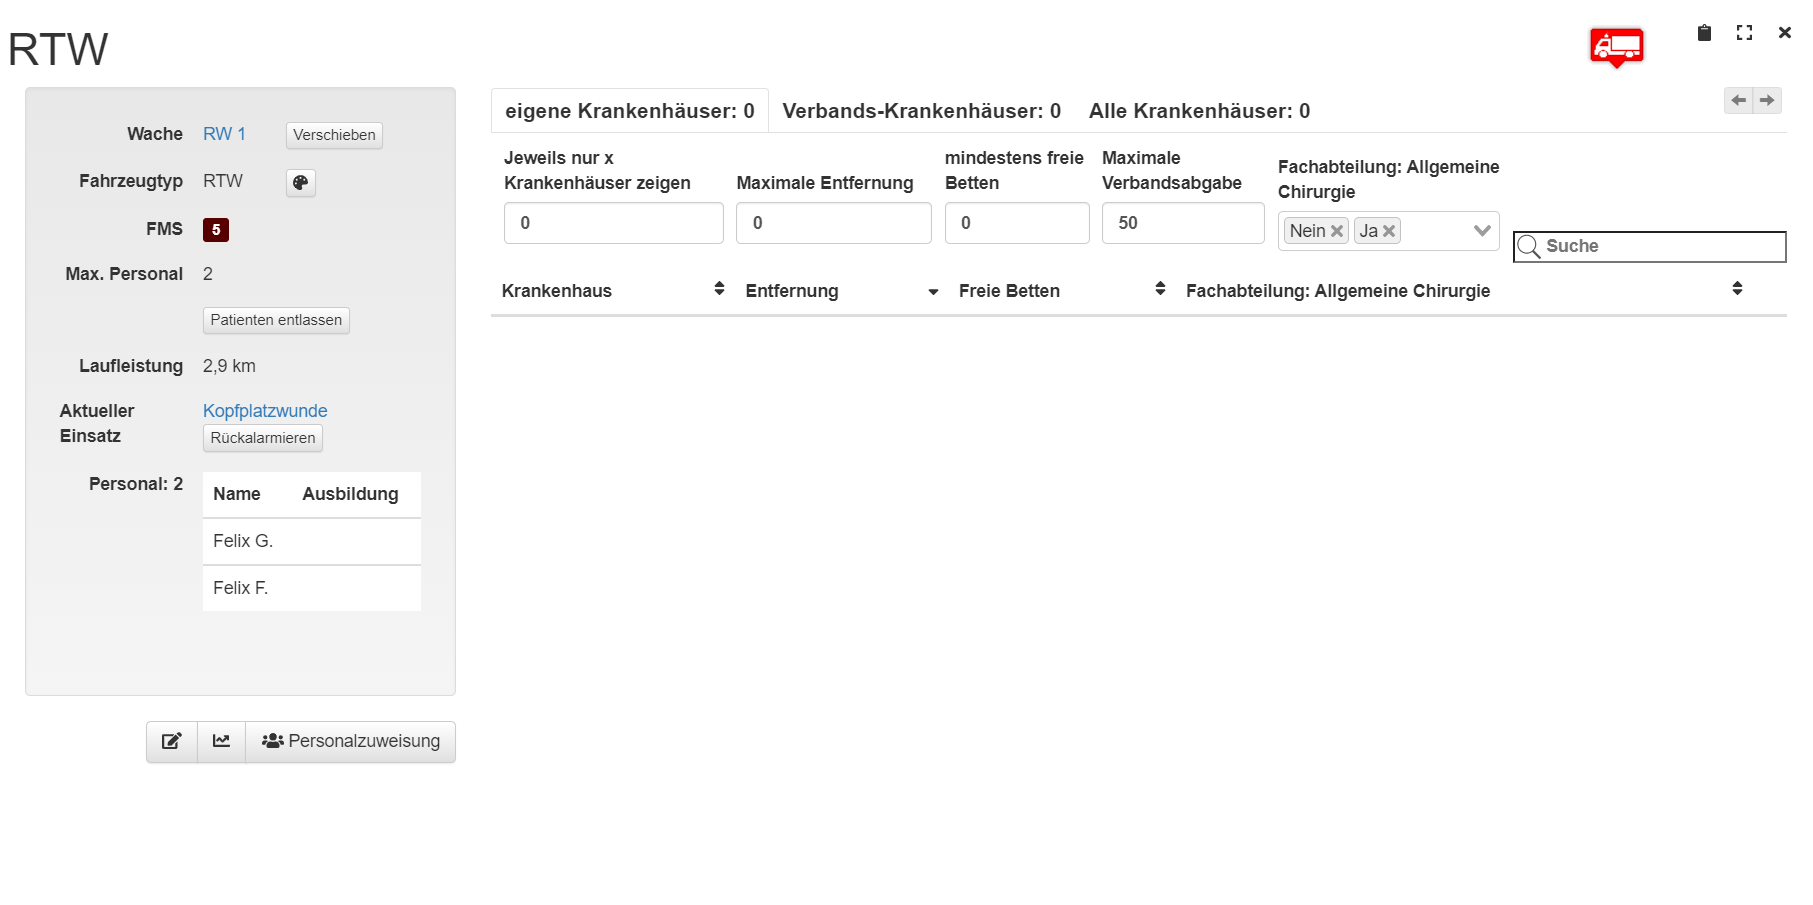 RTW
Wache RW 1 Verschieben
Fahrzeugtyp RTW
FMS 5
Max. Personal 2
Patienten entlassen
Laufleistung 2,9 km
Aktueller Einsatz
Kopfplatzwunde
Rückalarmieren
Personal: 2
Name Ausbildung
Felix G.
Felix F.
Personalzuweisung
eigene Krankenhäuser: 0 Verbands-Krankenhäuser: 0 Alle Krankenhäuser: 0
Jeweils nur x
Krankenhäuser zeigen
0
Maximale Entfernung
0
mindestens freie
Betten
0
Maximale
Verbandsabgabe
50
Fachabteilung: Allgemeine
Chirurgie
Nein Ja
Suche
Krankenhaus Entfernung Freie Betten Fachabteilung: Allgemeine Chirurgie